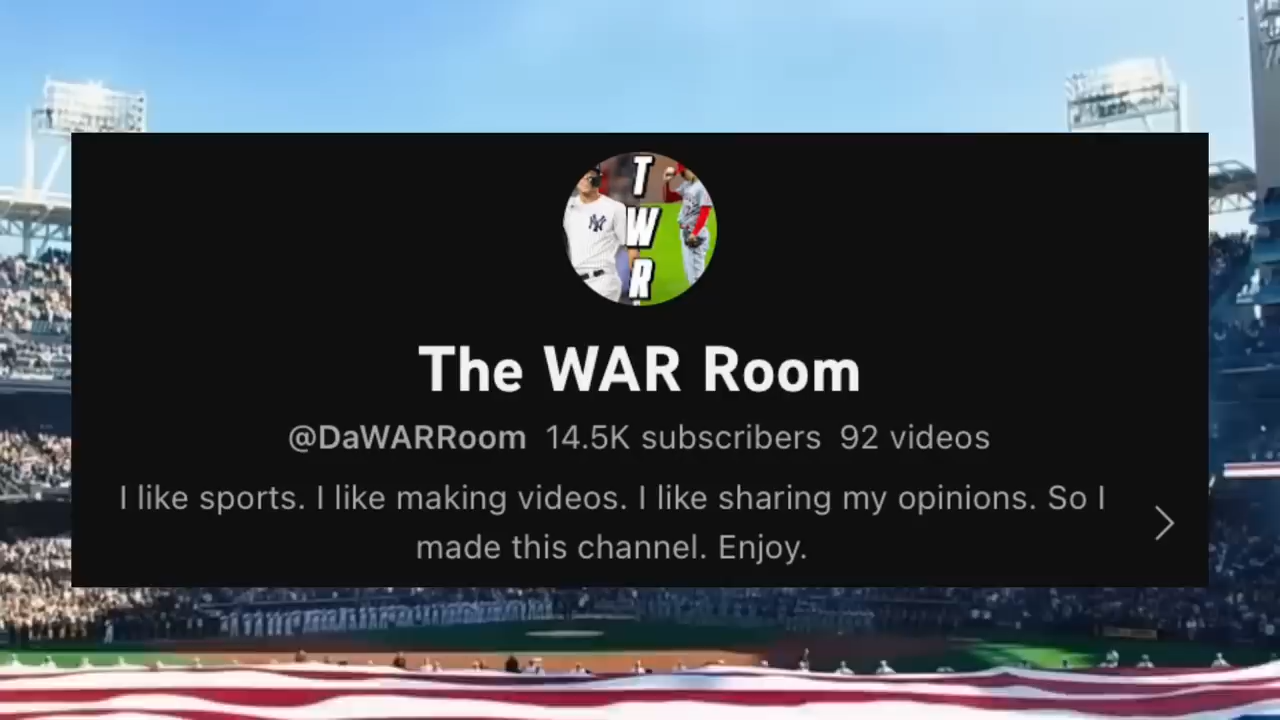 T
W
R
The WAR Room
@DaWARRoom 14.5K subscribers 92 videos
I like sports. I like making videos. I like sharing my opinions. So I
made this channel. Enjoy.